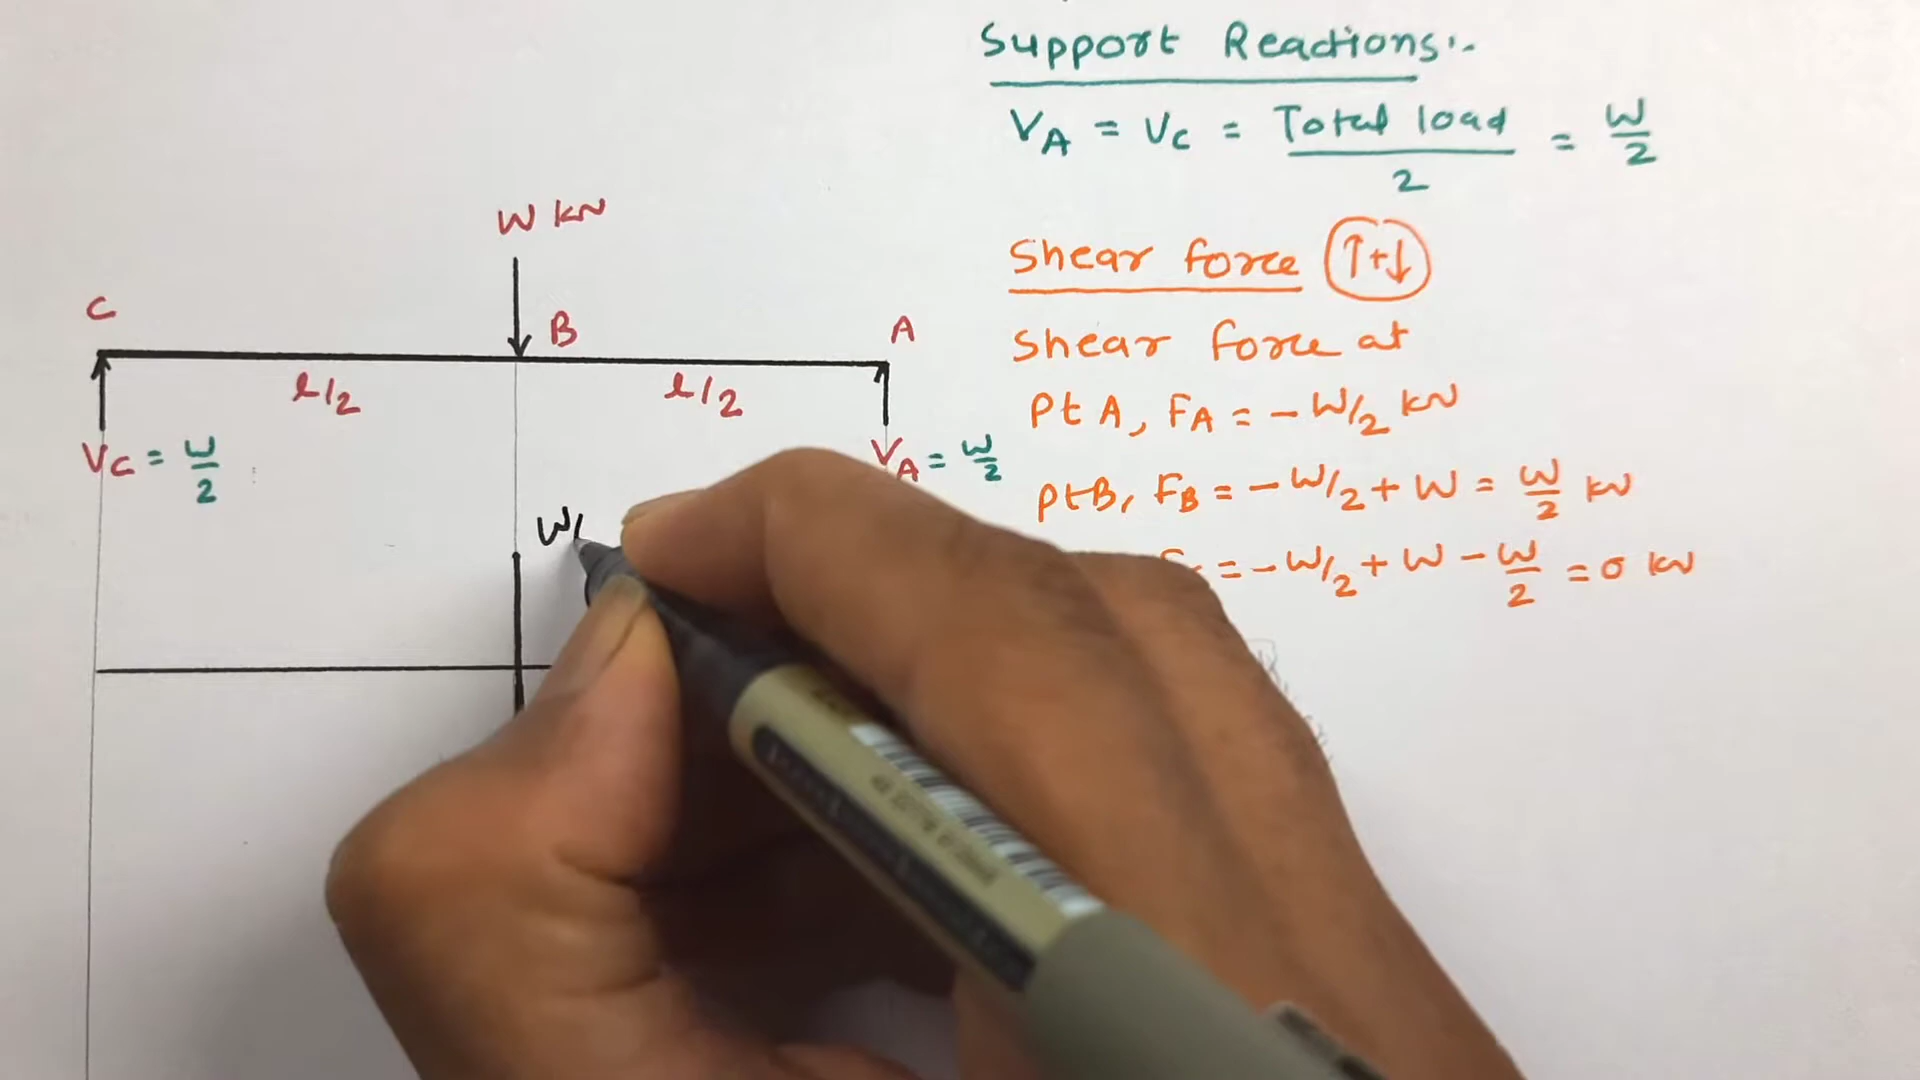 Support Reactions:-
VA = VC = Total load / 2 = W/2
W kN
Shear force ↑+↓
C
B
A
Shear force at
l/2
l/2
Pt A, FA = - W/2 kN
VC = W/2
VA = W/2
ptB, FB = - W/2 + W = W/2 kN
W/
= - W/2 + W - W/2 = 0 kN